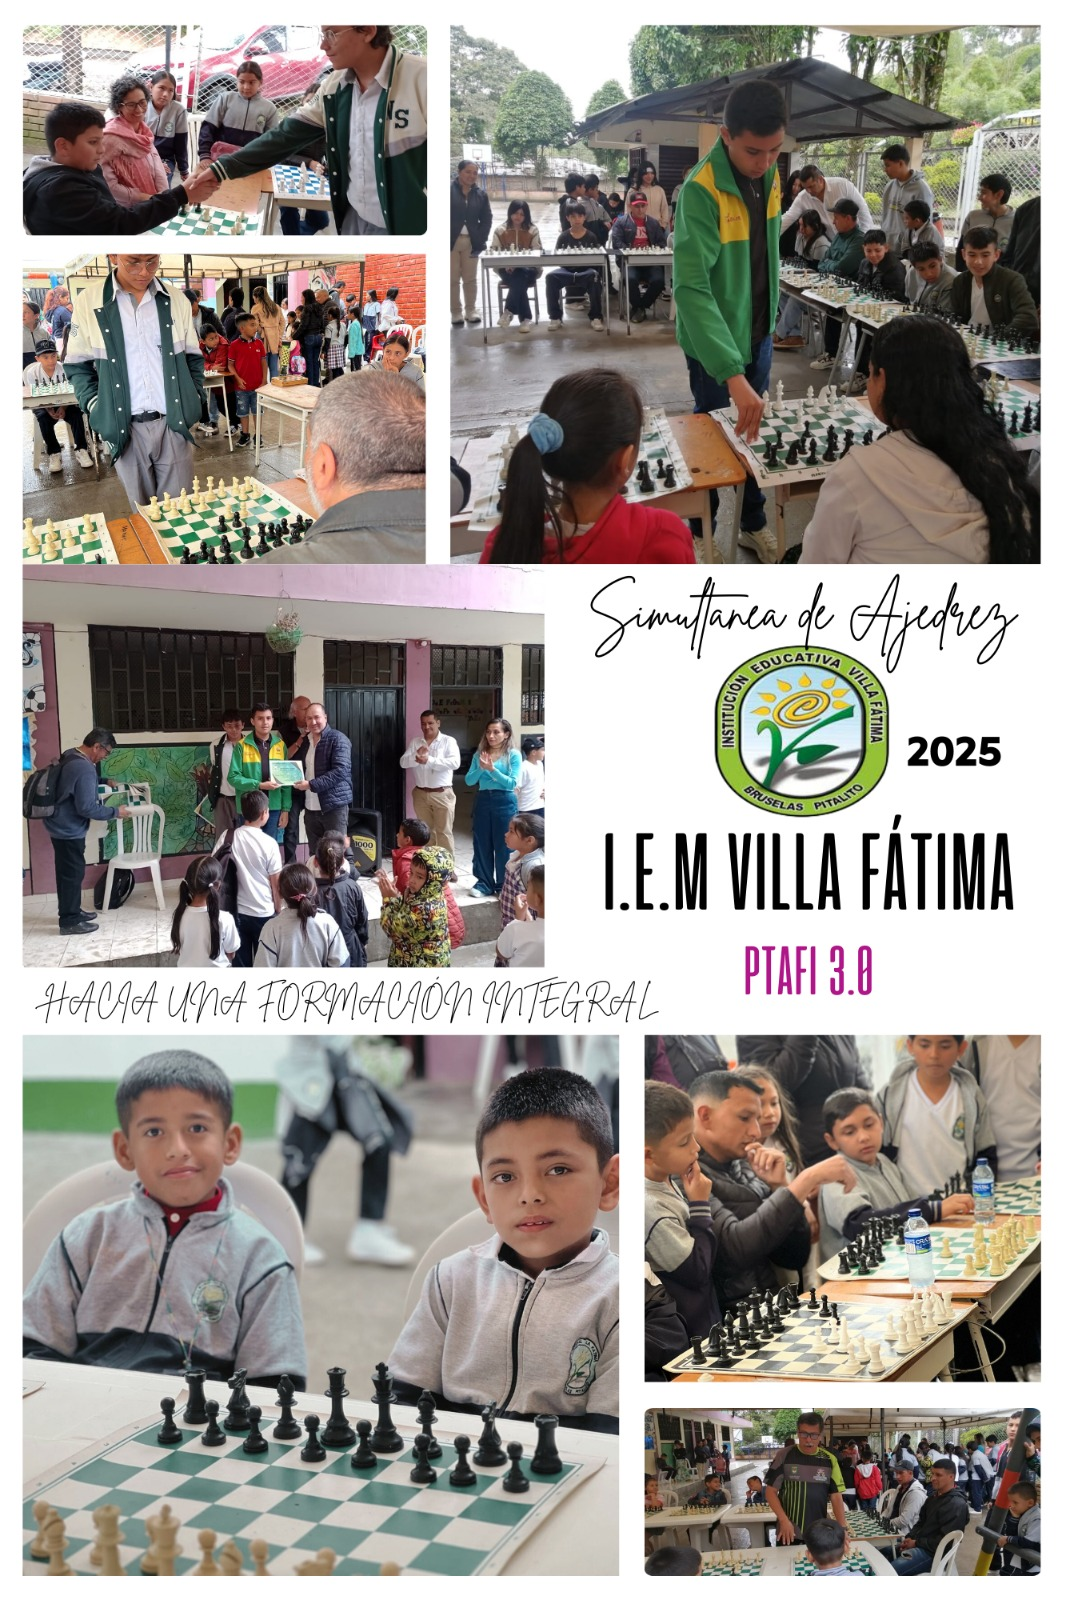 NS
Simultanea de Ajedrez
INSTITUCIÓN EDUCATIVA VILLA FÁTIMA
BRUSELAS PITALITO
2025
I.E.M VILLA FÁTIMA
PTAFI 3.0
HACIA UNA FORMACIÓN INTEGRAL